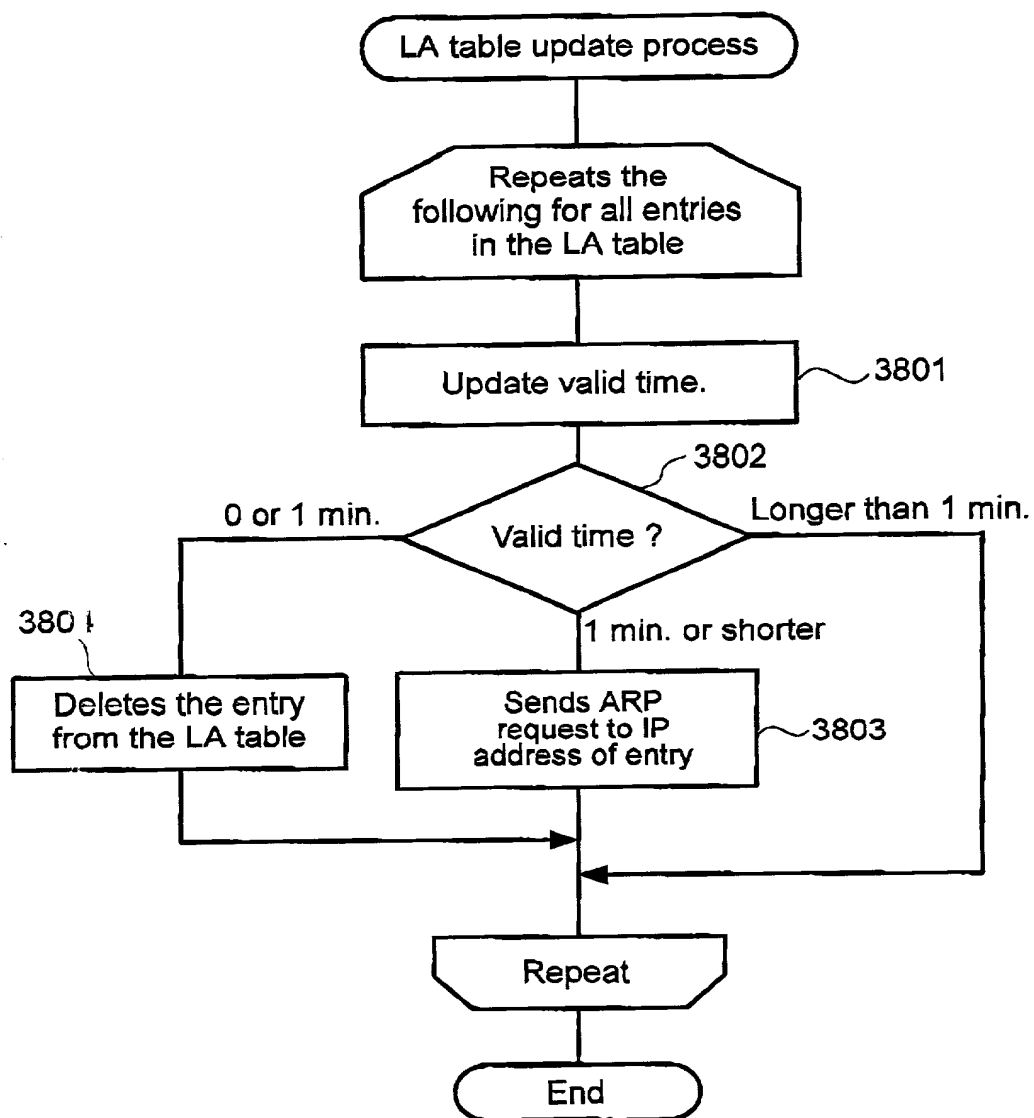 LA table update process
Repeats the
following for all entries
in the LA table
Update valid time.
3801
3802
0 or 1 min.
Longer than 1 min.
Valid time ?
1 min. or shorter
Deletes the entry
from the LA table
Sends ARP
request to IP
address of entry
3803
Repeat
End